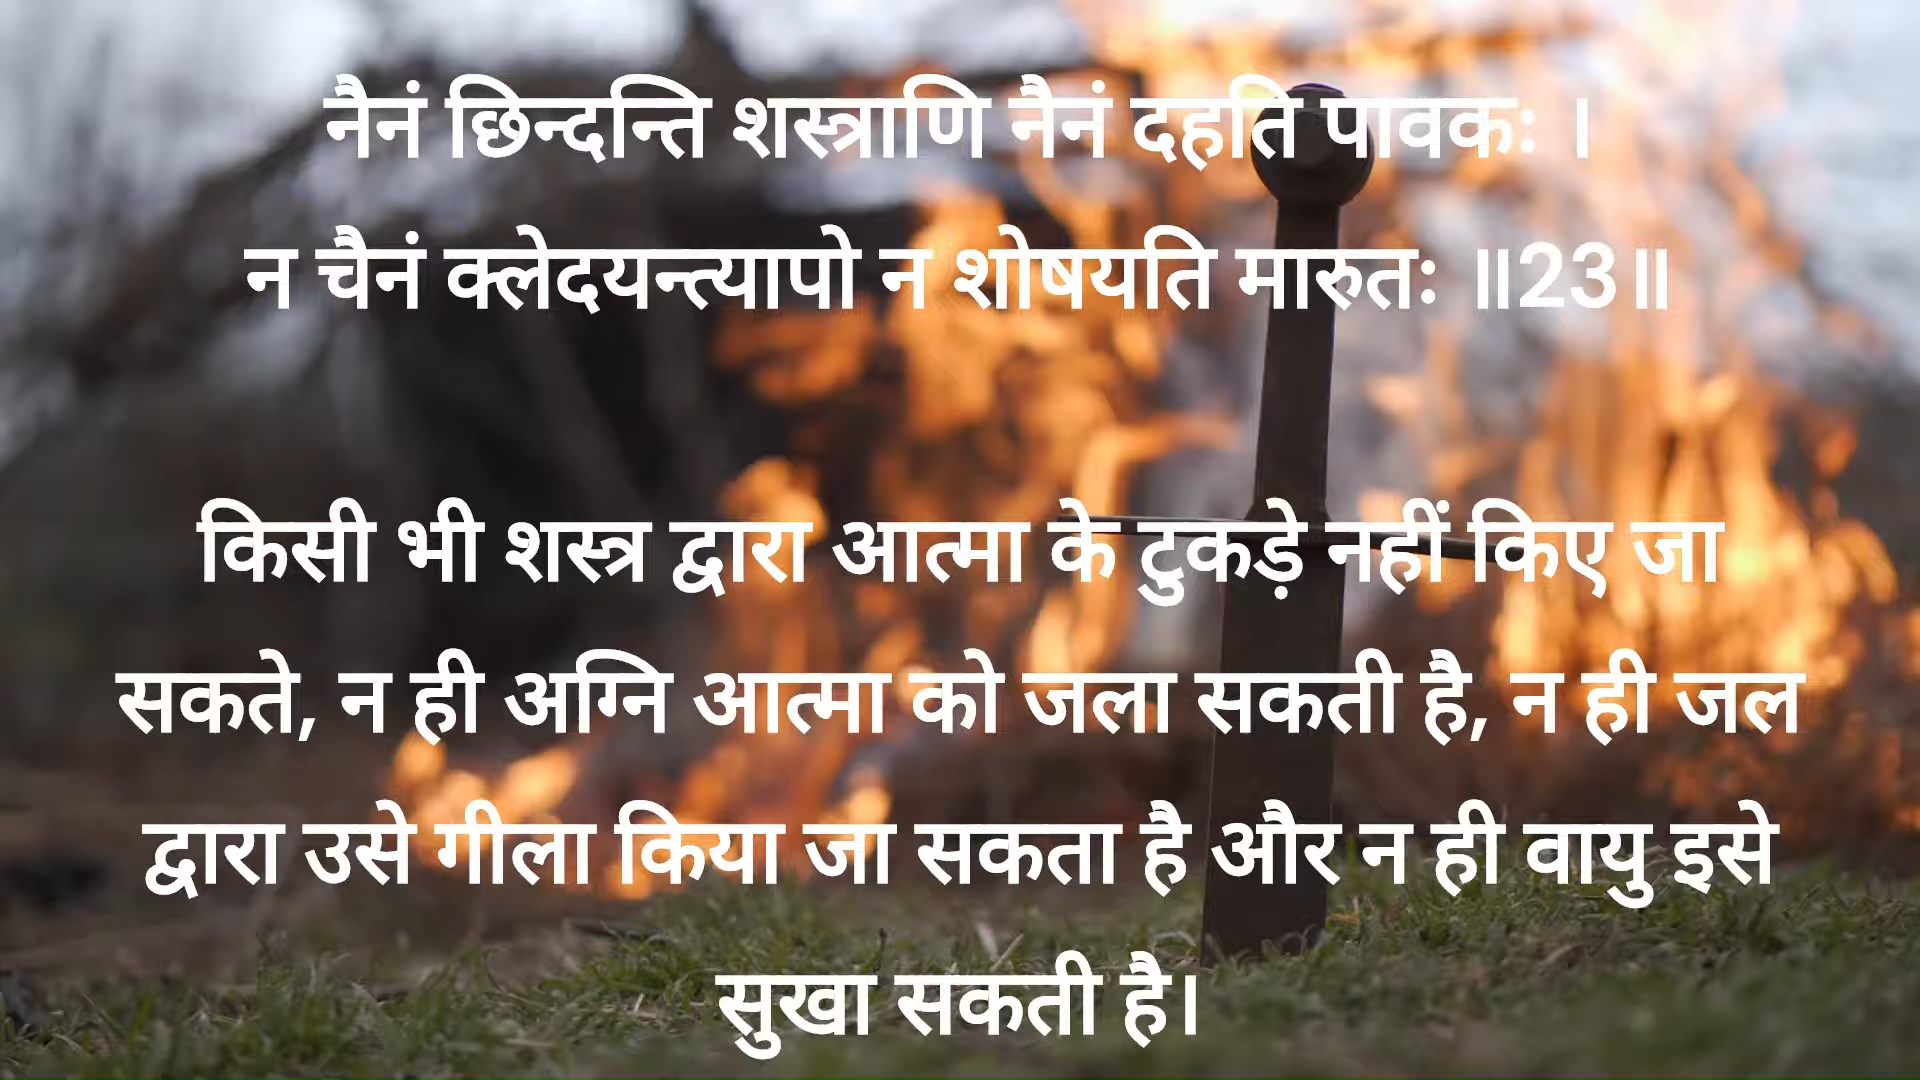 नैनं छिन्दन्ति शस्त्राणि नैनं दहति पावकः ।
न चैनं क्लेदयन्त्यापो न शोषयति मारुतः ॥23॥
किसी भी शस्त्र द्वारा आत्मा के टुकड़े नहीं किए जा
सकते, न ही अग्नि आत्मा को जला सकती है, न ही जल
द्वारा उसे गीला किया जा सकता है और न ही वायु इसे
सुखा सकती है।